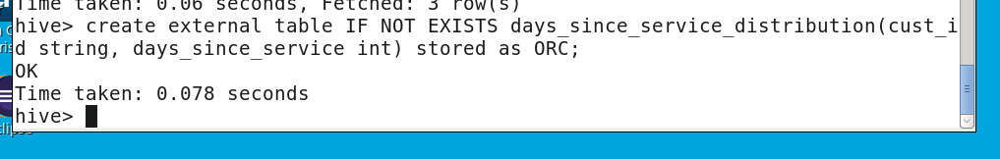 Time taken: 0.06 seconds, Fetched: 3 row(s)
hive> create external table IF NOT EXISTS days_since_service_distribution(cust_i
d string, days_since_service int) stored as ORC;
OK
Time taken: 0.078 seconds
hive>